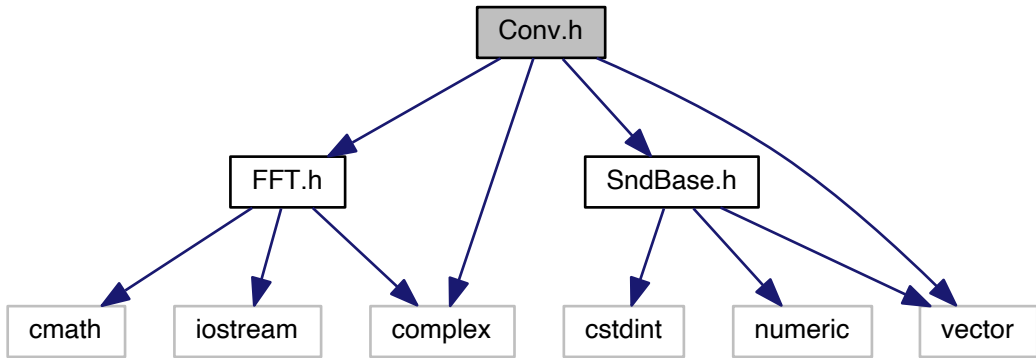 Conv.h
FFT.h
SndBase.h
cmath
iostream
complex
cstdint
numeric
vector